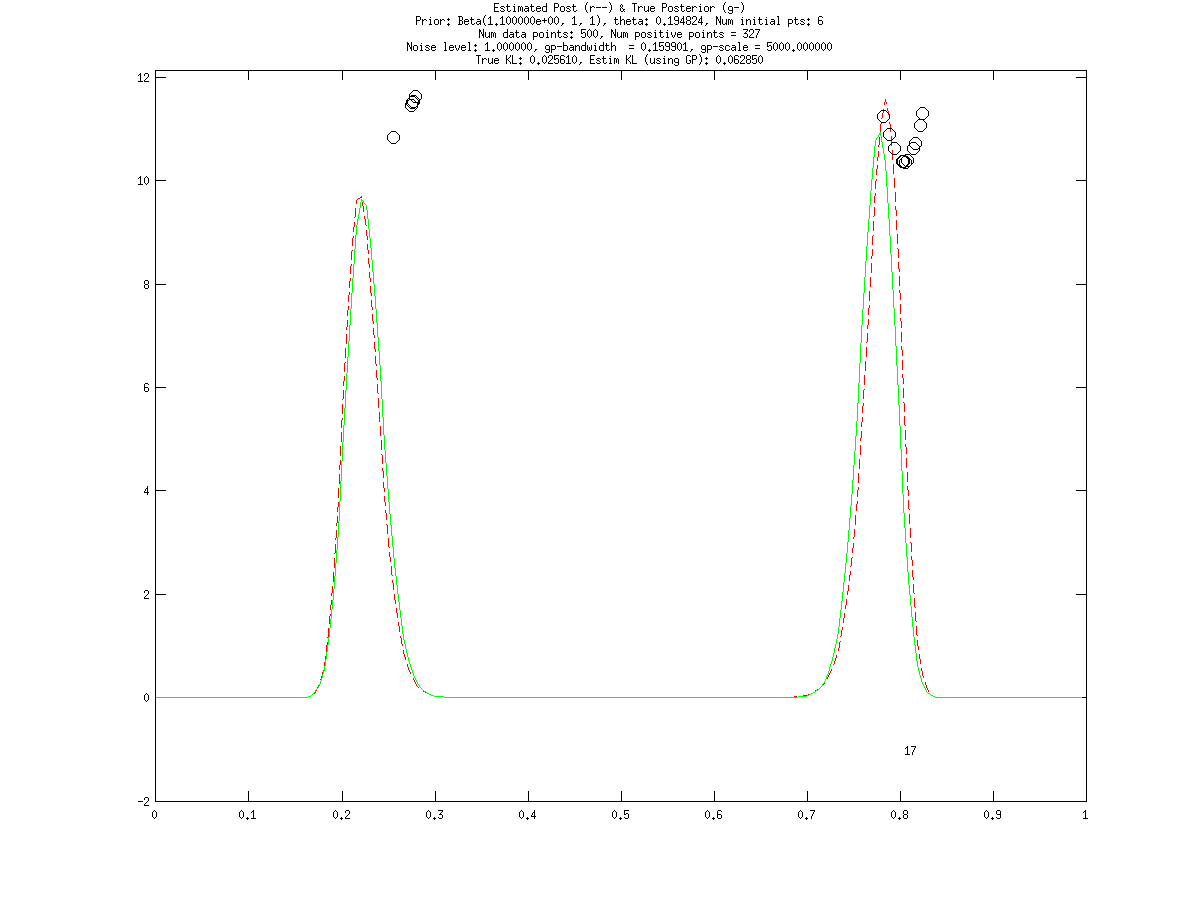 Estimated Post (r--) & True Posterior (g-)
Prior: Beta(1.100000e+00, 1, 1), theta: 0.194824, Num initial pts: 6
Num data points: 500, Num positive points = 327
Noise level: 1.000000, gp-bandwidth  = 0.159901, gp-scale = 5000.000000
True KL: 0.025610, Estim KL (using GP): 0.062850
12
10
8
6
4
2
0
17
-2
0 0.1 0.2 0.3 0.4 0.5 0.6 0.7 0.8 0.9 1